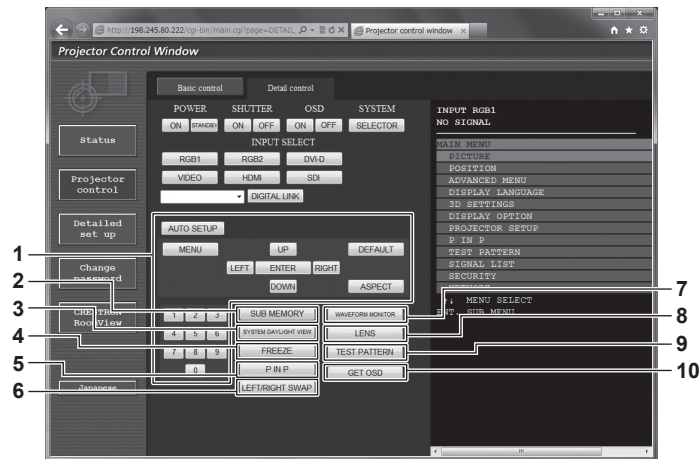 http://198.245.80.222/cgi-bin/main.cgi?page=DETAIL_ Projector control window
Projector Control Window
Basic control Detail control
POWER SHUTTER OSD SYSTEM
ON STANDBY ON OFF ON OFF SELECTOR
INPUT SELECT
RGB1 RGB2 DVI-D
VIDEO HDMI SDI
DIGITAL LINK
AUTO SETUP
MENU UP DEFAULT
LEFT ENTER RIGHT
DOWN ASPECT
1 2 3 SUB MEMORY WAVEFORM MONITOR
4 5 6 SYSTEM DAYLIGHT VIEW LENS
7 8 9 FREEZE TEST PATTERN
0 P IN P GET OSD
LEFT/RIGHT SWAP
Status
Projector
control
Detailed
set up
Change
password
CRESTRON
RoomView
Japanese
INPUT RGB1
NO SIGNAL
MAIN MENU
PICTURE
POSITION
ADVANCED MENU
DISPLAY LANGUAGE
3D SETTINGS
DISPLAY OPTION
PROJECTOR SETUP
P IN P
TEST PATTERN
SIGNAL LIST
SECURITY
NETWORK
MENU SELECT
ENT SUB MENU
1
2
3
4
5
6
7
8
9
10